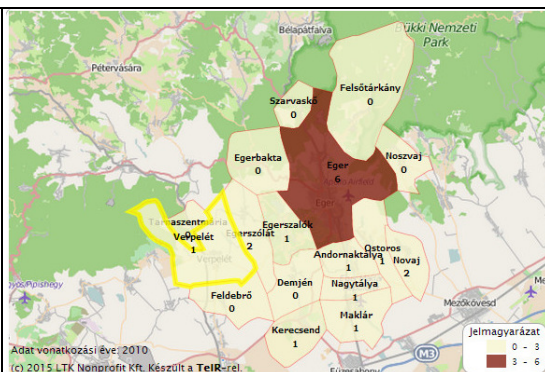 Bélapátfalva
Bükki Nemzeti
Park
Pétervására
Felsőtárkány
0
Szarvaskő
0
Egerbakta
0
Eger
6
Noszvaj
0
Eger
Tarnaszentmária
0
Verpelét
1
Verpelét
Egerszólát
2
Egerszalók
1
Andornaktálya
1
Ostoros
1
Novaj
2
Feldebrő
0
Demjén
0
Nagytálya
1
Maklár
1
Kerecsend
1
Mezőkövesd
M3
Jelmagyarázat
0 - 3
3 - 6
Adat vonatkozási éve: 2010
(c) 2015 LTK Nonprofit Kft. Készült a TeIR-rel.